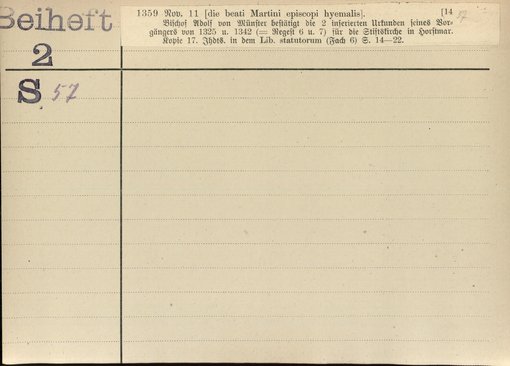 Beiheft
2
S 57
1359 Nov. 11 [die beati Martini episcopi hyemalis]. [14
Bischof Adolf von Münster bestätigt die 2 inserierten Urkunden seines Vor-
gängers von 1325 u. 1342 (= Regest 6 u. 7) für die Stiftskirche in Horstmar.
Kopie 17. Jhdts. in dem Lib. statutorum (Fach 6) S. 14—22.